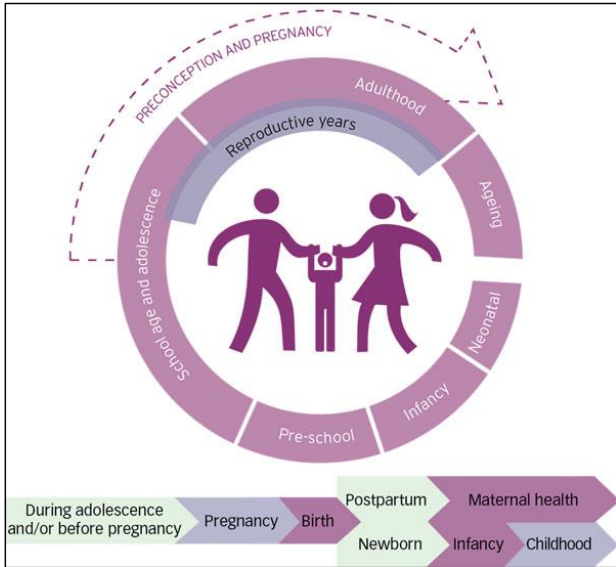 PRECONCEPTION AND PREGNANCY
Adulthood
Reproductive years
Ageing
School age and adolescence
Neonatal
Infancy
Pre-school
During adolescence
and/or before pregnancy
Pregnancy
Birth
Postpartum
Maternal health
Newborn
Infancy
Childhood